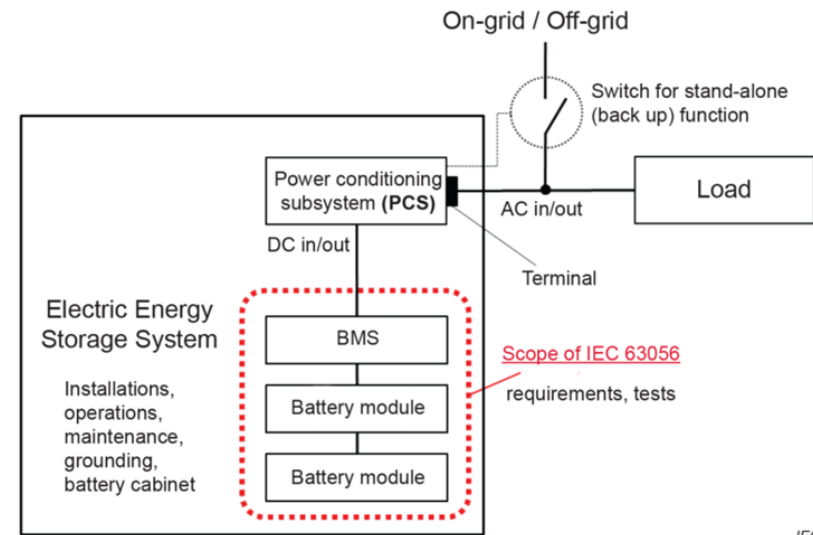 On-grid / Off-grid
Switch for stand-alone
(back up) function
Power conditioning
subsystem (PCS)
AC in/out
Load
DC in/out
Terminal
Electric Energy
Storage System
BMS
Scope of IEC 63056
requirements, tests
Installations,
operations,
maintenance,
grounding,
battery cabinet
Battery module
Battery module